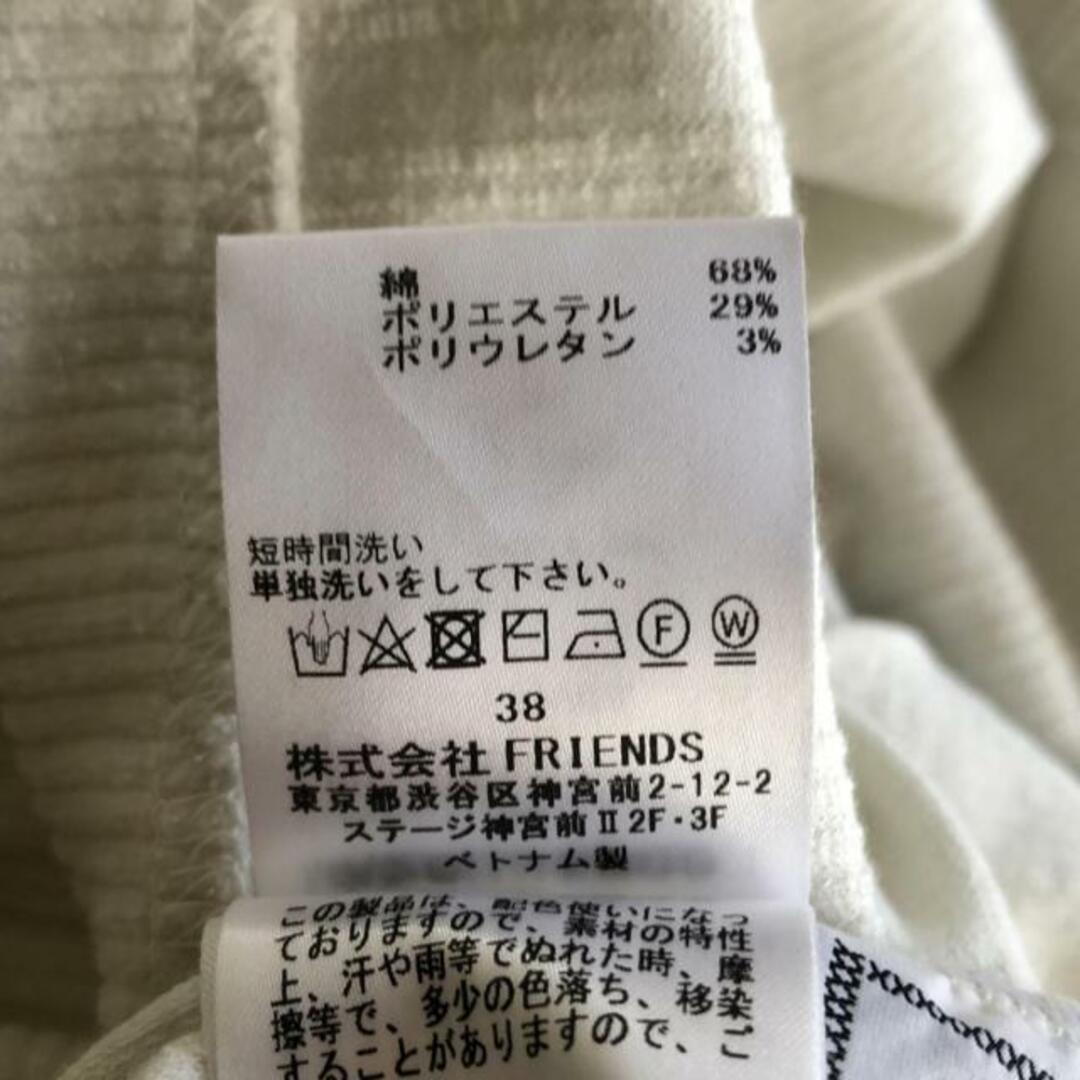 綿 68%
ポリエステル 29%
ポリウレタン 3%
短時間洗い
単独洗いをして下さい。
F W
38
株式会社 FRIENDS
東京都渋谷区神宮前2-12-2
ステージ神宮前Ⅱ 2F・3F
ベトナム製
この製品は、配色使いになっ
ておりますので、素材の特性
上、汗や雨等でぬれた時、摩
擦等で、多少の色落ち、移染
することがありますので、ご